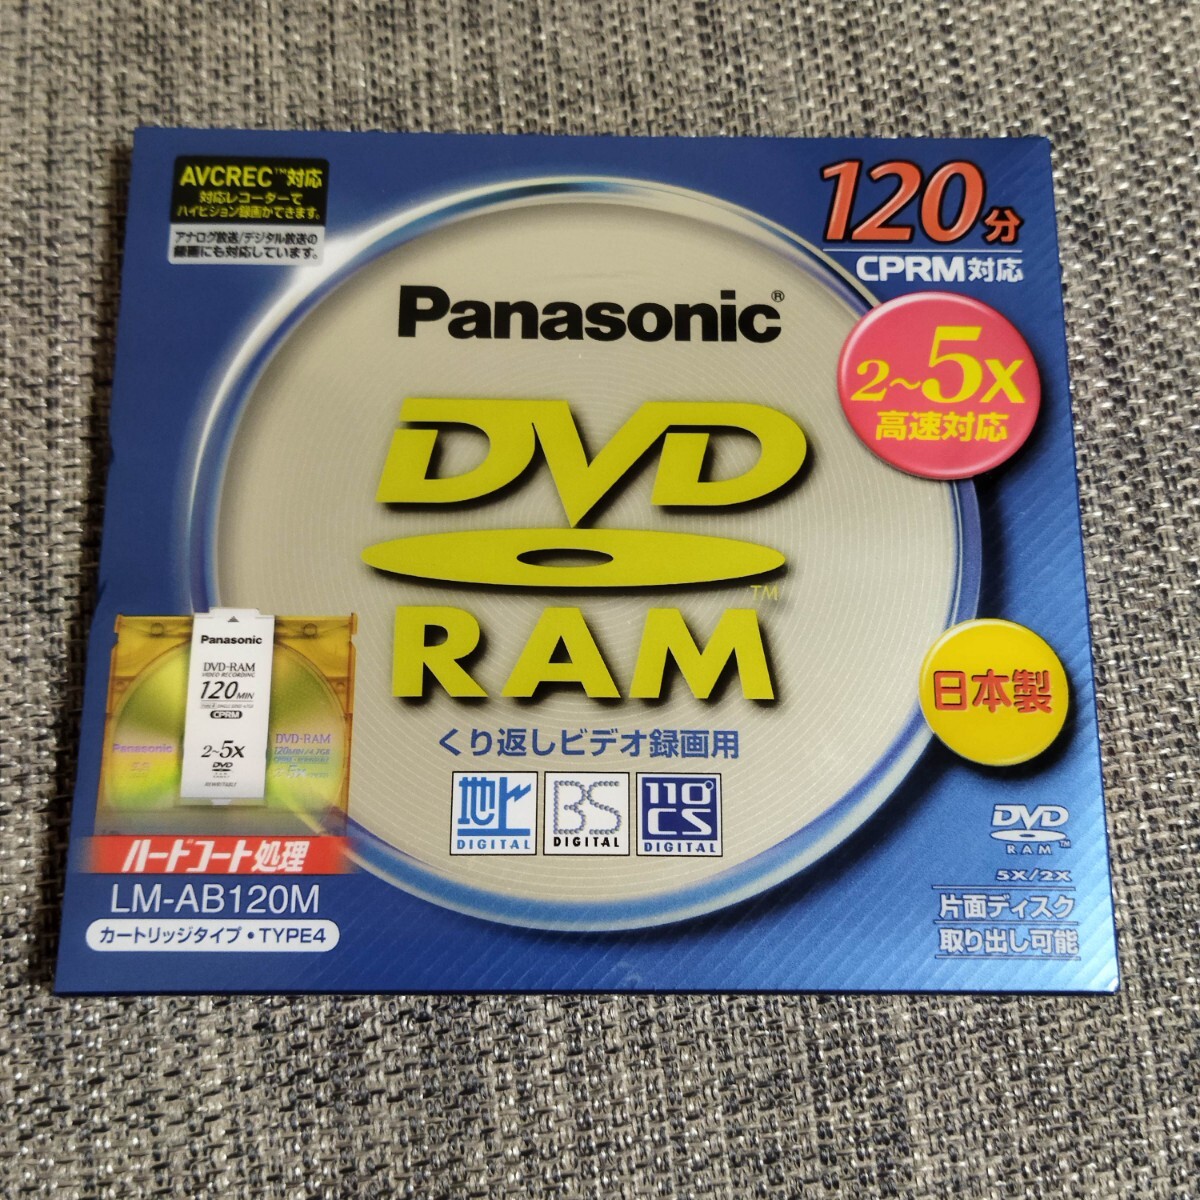 AVCREC™対応
対応レコーターで
ハイビジョン録画ができます。
アナログ放送/デジタル放送の
録画にも対応しています。
120分
CPRM対応
2~5X
高速対応
Panasonic®
DVD
RAM™
くり返しビデオ録画用
地上
DIGITAL
BS
DIGITAL
110°
CS
DIGITAL
日本製
Panasonic
DVD-RAM
VIDEO RECORDING
120MIN
CPRM
2~5X
DVD
Panasonic
DVD-RAM
ハードコート処理
LM-AB120M
カートリッジタイプ・TYPE4
DVD
RAM™
5X/2X
片面ディスク
取り出し可能